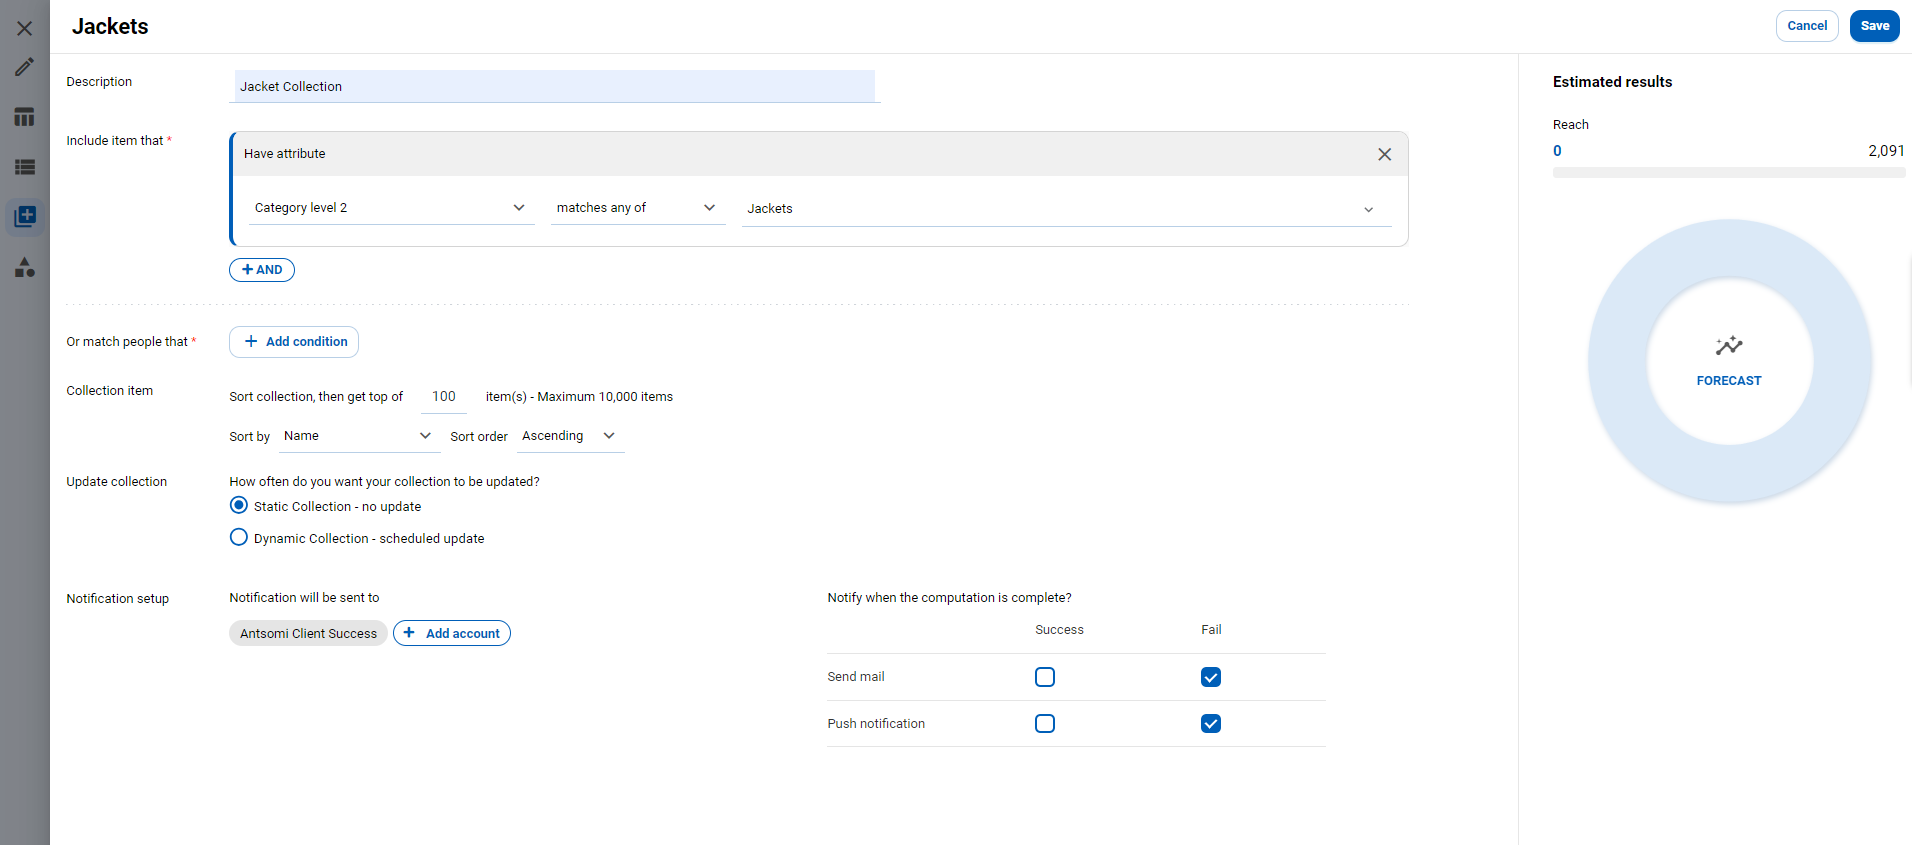 Jackets
Cancel
Save
Description
Jacket Collection
Include item that *
Have attribute
Category level 2
matches any of
Jackets
AND
Or match people that *
Add condition
Collection item
Sort collection, then get top of 100 item(s) - Maximum 10,000 items
Sort by Name Sort order Ascending
Update collection
How often do you want your collection to be updated?
Static Collection - no update
Dynamic Collection - scheduled update
Notification setup
Notification will be sent to
Antsomi Client Success
Add account
Notify when the computation is complete?
Success Fail
Send mail
Push notification
Estimated results
Reach
0 2,091
FORECAST